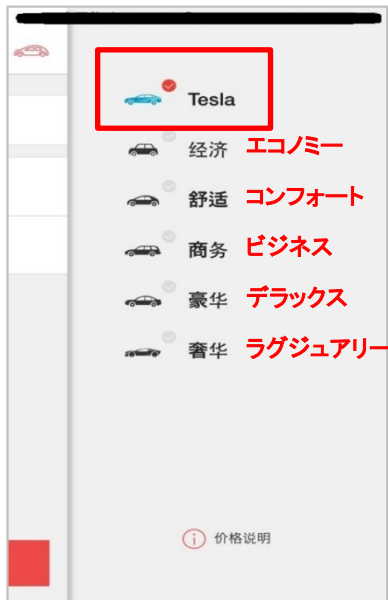 Tesla
经济 エコノミー
舒适 コンフォート
商务 ビジネス
豪华 デラックス
奢华 ラグジュアリー
i 价格说明